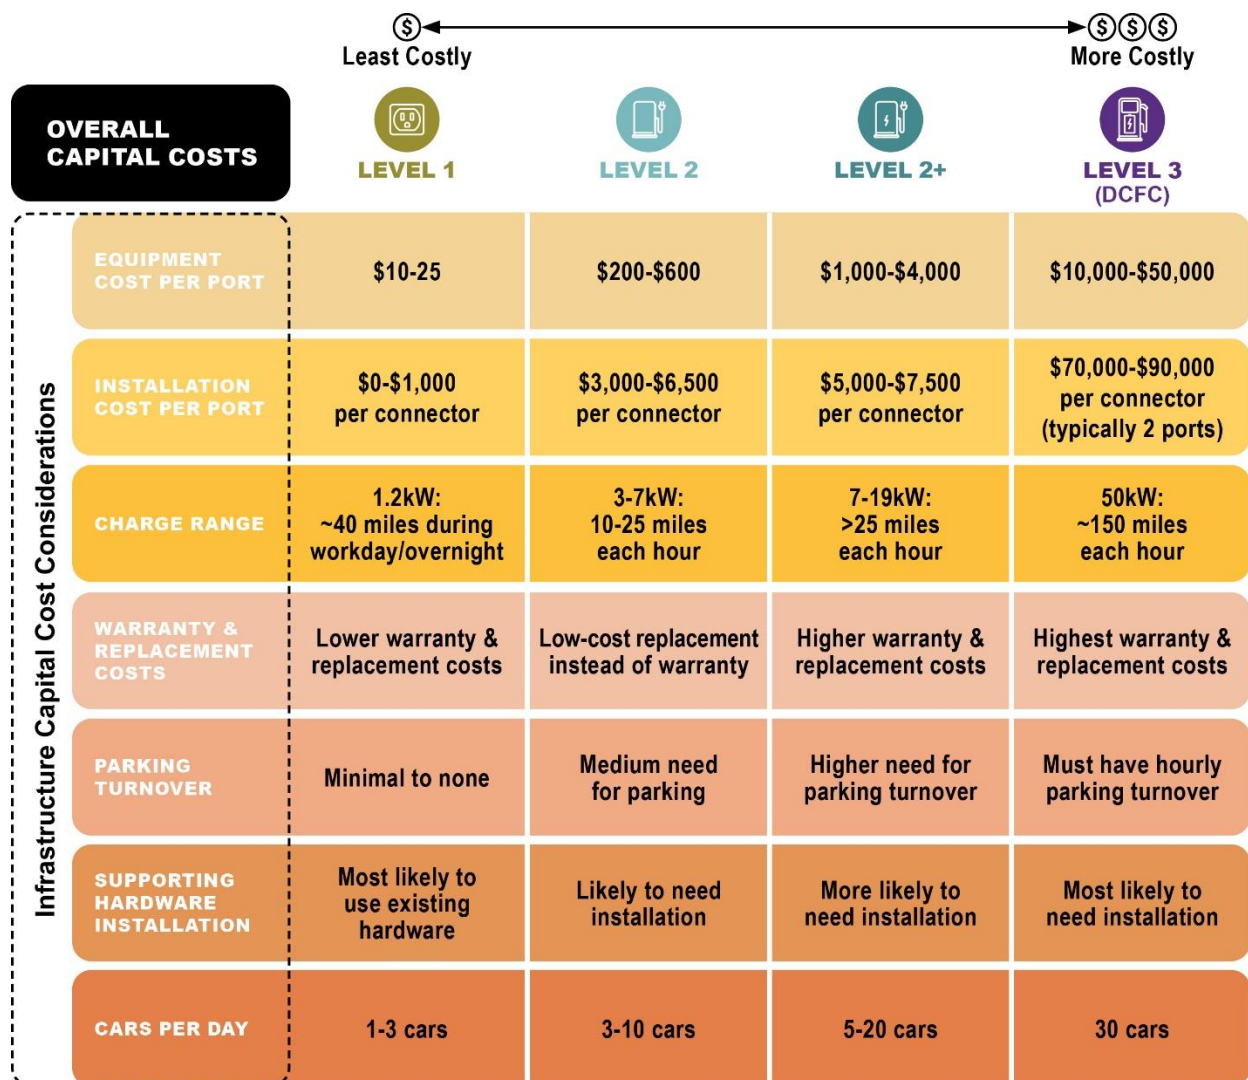 $ $ $ $
Least Costly More Costly
OVERALL
CAPITAL COSTS
LEVEL 1
LEVEL 2
LEVEL 2+
LEVEL 3
(DCFC)
Infrastructure Capital Cost Considerations
EQUIPMENT
COST PER PORT
$10-25
$200-$600
$1,000-$4,000
$10,000-$50,000
INSTALLATION
COST PER PORT
$0-$1,000
per connector
$3,000-$6,500
per connector
$5,000-$7,500
per connector
$70,000-$90,000
per connector
(typically 2 ports)
CHARGE RANGE
1.2kW:
~40 miles during
workday/overnight
3-7kW:
10-25 miles
each hour
7-19kW:
>25 miles
each hour
50kW:
~150 miles
each hour
WARRANTY &
REPLACEMENT
COSTS
Lower warranty &
replacement costs
Low-cost replacement
instead of warranty
Higher warranty &
replacement costs
Highest warranty &
replacement costs
PARKING
TURNOVER
Minimal to none
Medium need
for parking
Higher need for
parking turnover
Must have hourly
parking turnover
SUPPORTING
HARDWARE
INSTALLATION
Most likely to
use existing
hardware
Likely to need
installation
More likely to
need installation
Most likely to
need installation
CARS PER DAY
1-3 cars
3-10 cars
5-20 cars
30 cars